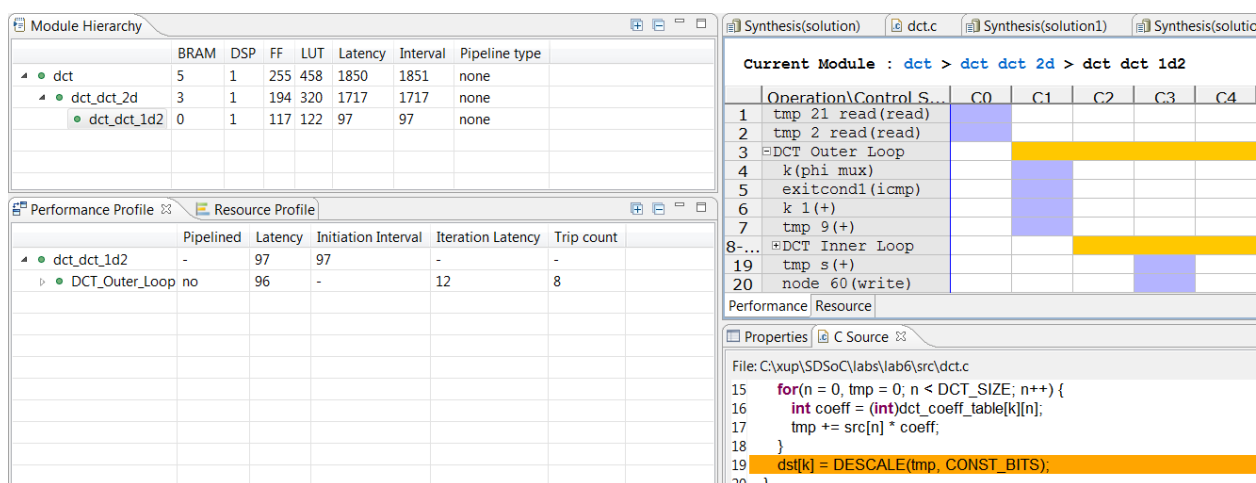 Module Hierarchy
BRAM DSP FF LUT Latency Interval Pipeline type
dct 5 1 255 458 1850 1851 none
dct_dct_2d 3 1 194 320 1717 1717 none
dct_dct_1d2 0 1 117 122 97 97 none
Performance Profile Resource Profile
Pipelined Latency Initiation Interval Iteration Latency Trip count
dct_dct_1d2 - 97 97 - -
DCT_Outer_Loop no 96 - 12 8
Synthesis(solution) dct.c Synthesis(solution1) Synthesis(solutio
Current Module : dct > dct dct 2d > dct dct 1d2
Operation\Control S... C0 C1 C2 C3 C4
1 tmp 21 read(read)
2 tmp 2 read(read)
3 DCT Outer Loop
4 k(phi mux)
5 exitcond1(icmp)
6 k 1(+)
7 tmp 9(+)
8-... DCT Inner Loop
19 tmp s(+)
20 node 60(write)
Performance Resource
Properties C Source
File: C:\xup\SDSoC\labs\lab6\src\dct.c
15 for(n = 0, tmp = 0; n < DCT_SIZE; n++) {
16 int coeff = (int)dct_coeff_table[k][n];
17 tmp += src[n] * coeff;
18 }
19 dst[k] = DESCALE(tmp, CONST_BITS);
20 }